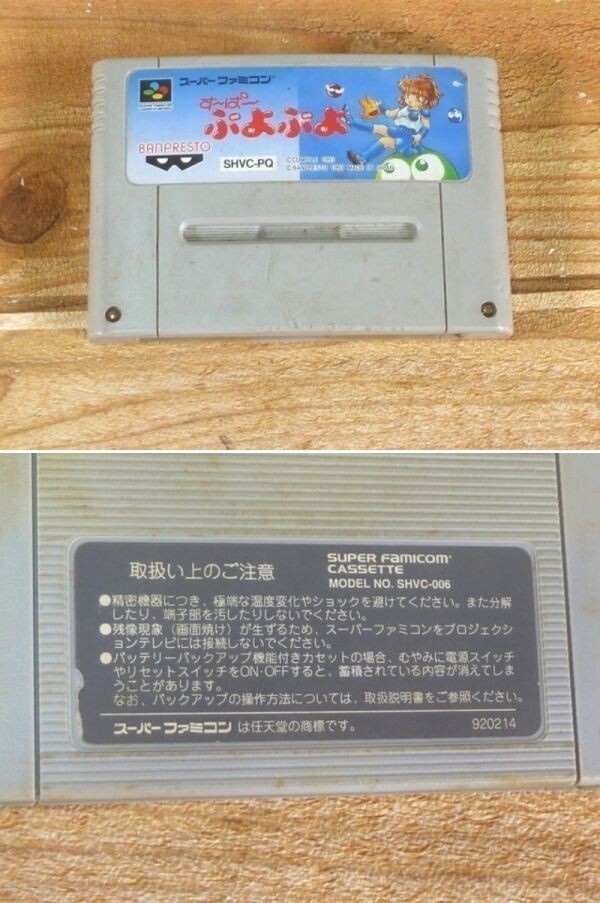 スーパーファミコン
SUPER FAMICOM
す〜ぱ〜
ぷよぷよ
BANPRESTO
SHVC-PQ
©COMPILE 1993
©BANPRESTO 1993 MADE IN JAPAN
取扱い上のご注意
SUPER FAMICOM
CASSETTE
MODEL NO. SHVC-006
●精密機器につき、極端な温度変化やショックを避けてください。また分解
したり、端子部を汚したりしないでください。
●残像現象（画面焼け）が生ずるため、スーパーファミコンをプロジェクシ
ョンテレビには接続しないでください。
●バッテリーバックアップ機能付きカセットの場合、むやみに電源スイッチ
やリセットスイッチをON・OFFすると、蓄積されている内容が消えてしま
うことがあります。
なお、バックアップの操作方法については、取扱説明書をご参照ください。
スーパーファミコン は任天堂の商標です。
920214